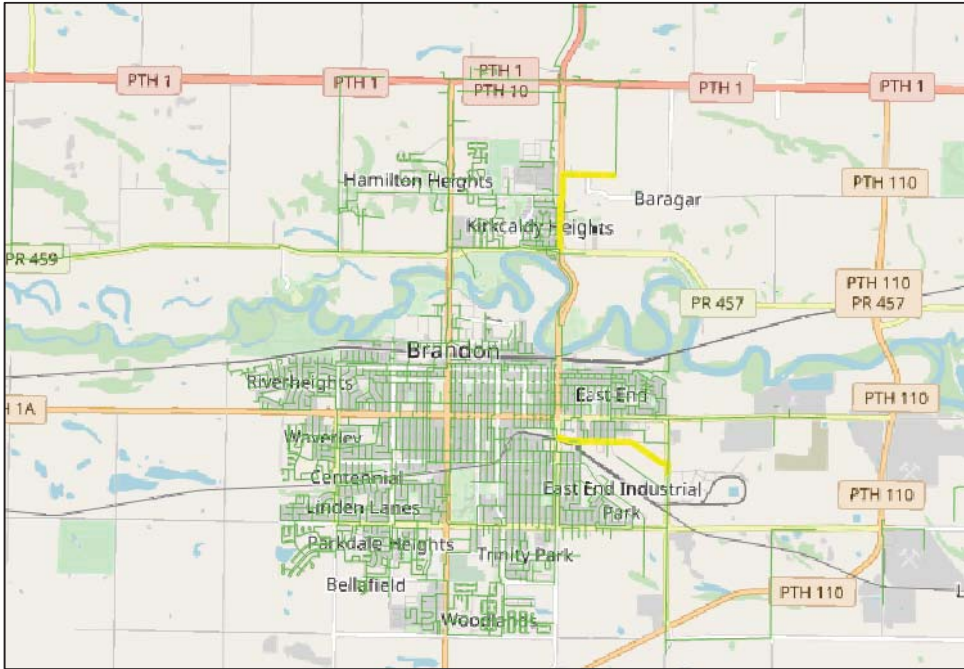 PTH 1
PTH 1
PTH 1
PTH 10
PTH 1
PTH 1
Hamilton Heights
PTH 110
Baragar
Kirkcaldy Heights
PR 459
PTH 110
PR 457
PR 457
Brandon
Riverheights
East End
PTH 110
H 1A
Waverley
Centennial
East End Industrial
Park
PTH 110
Linden Lanes
Parkdale Heights
Trinity Park
Bellafield
PTH 110
L
Woodlands